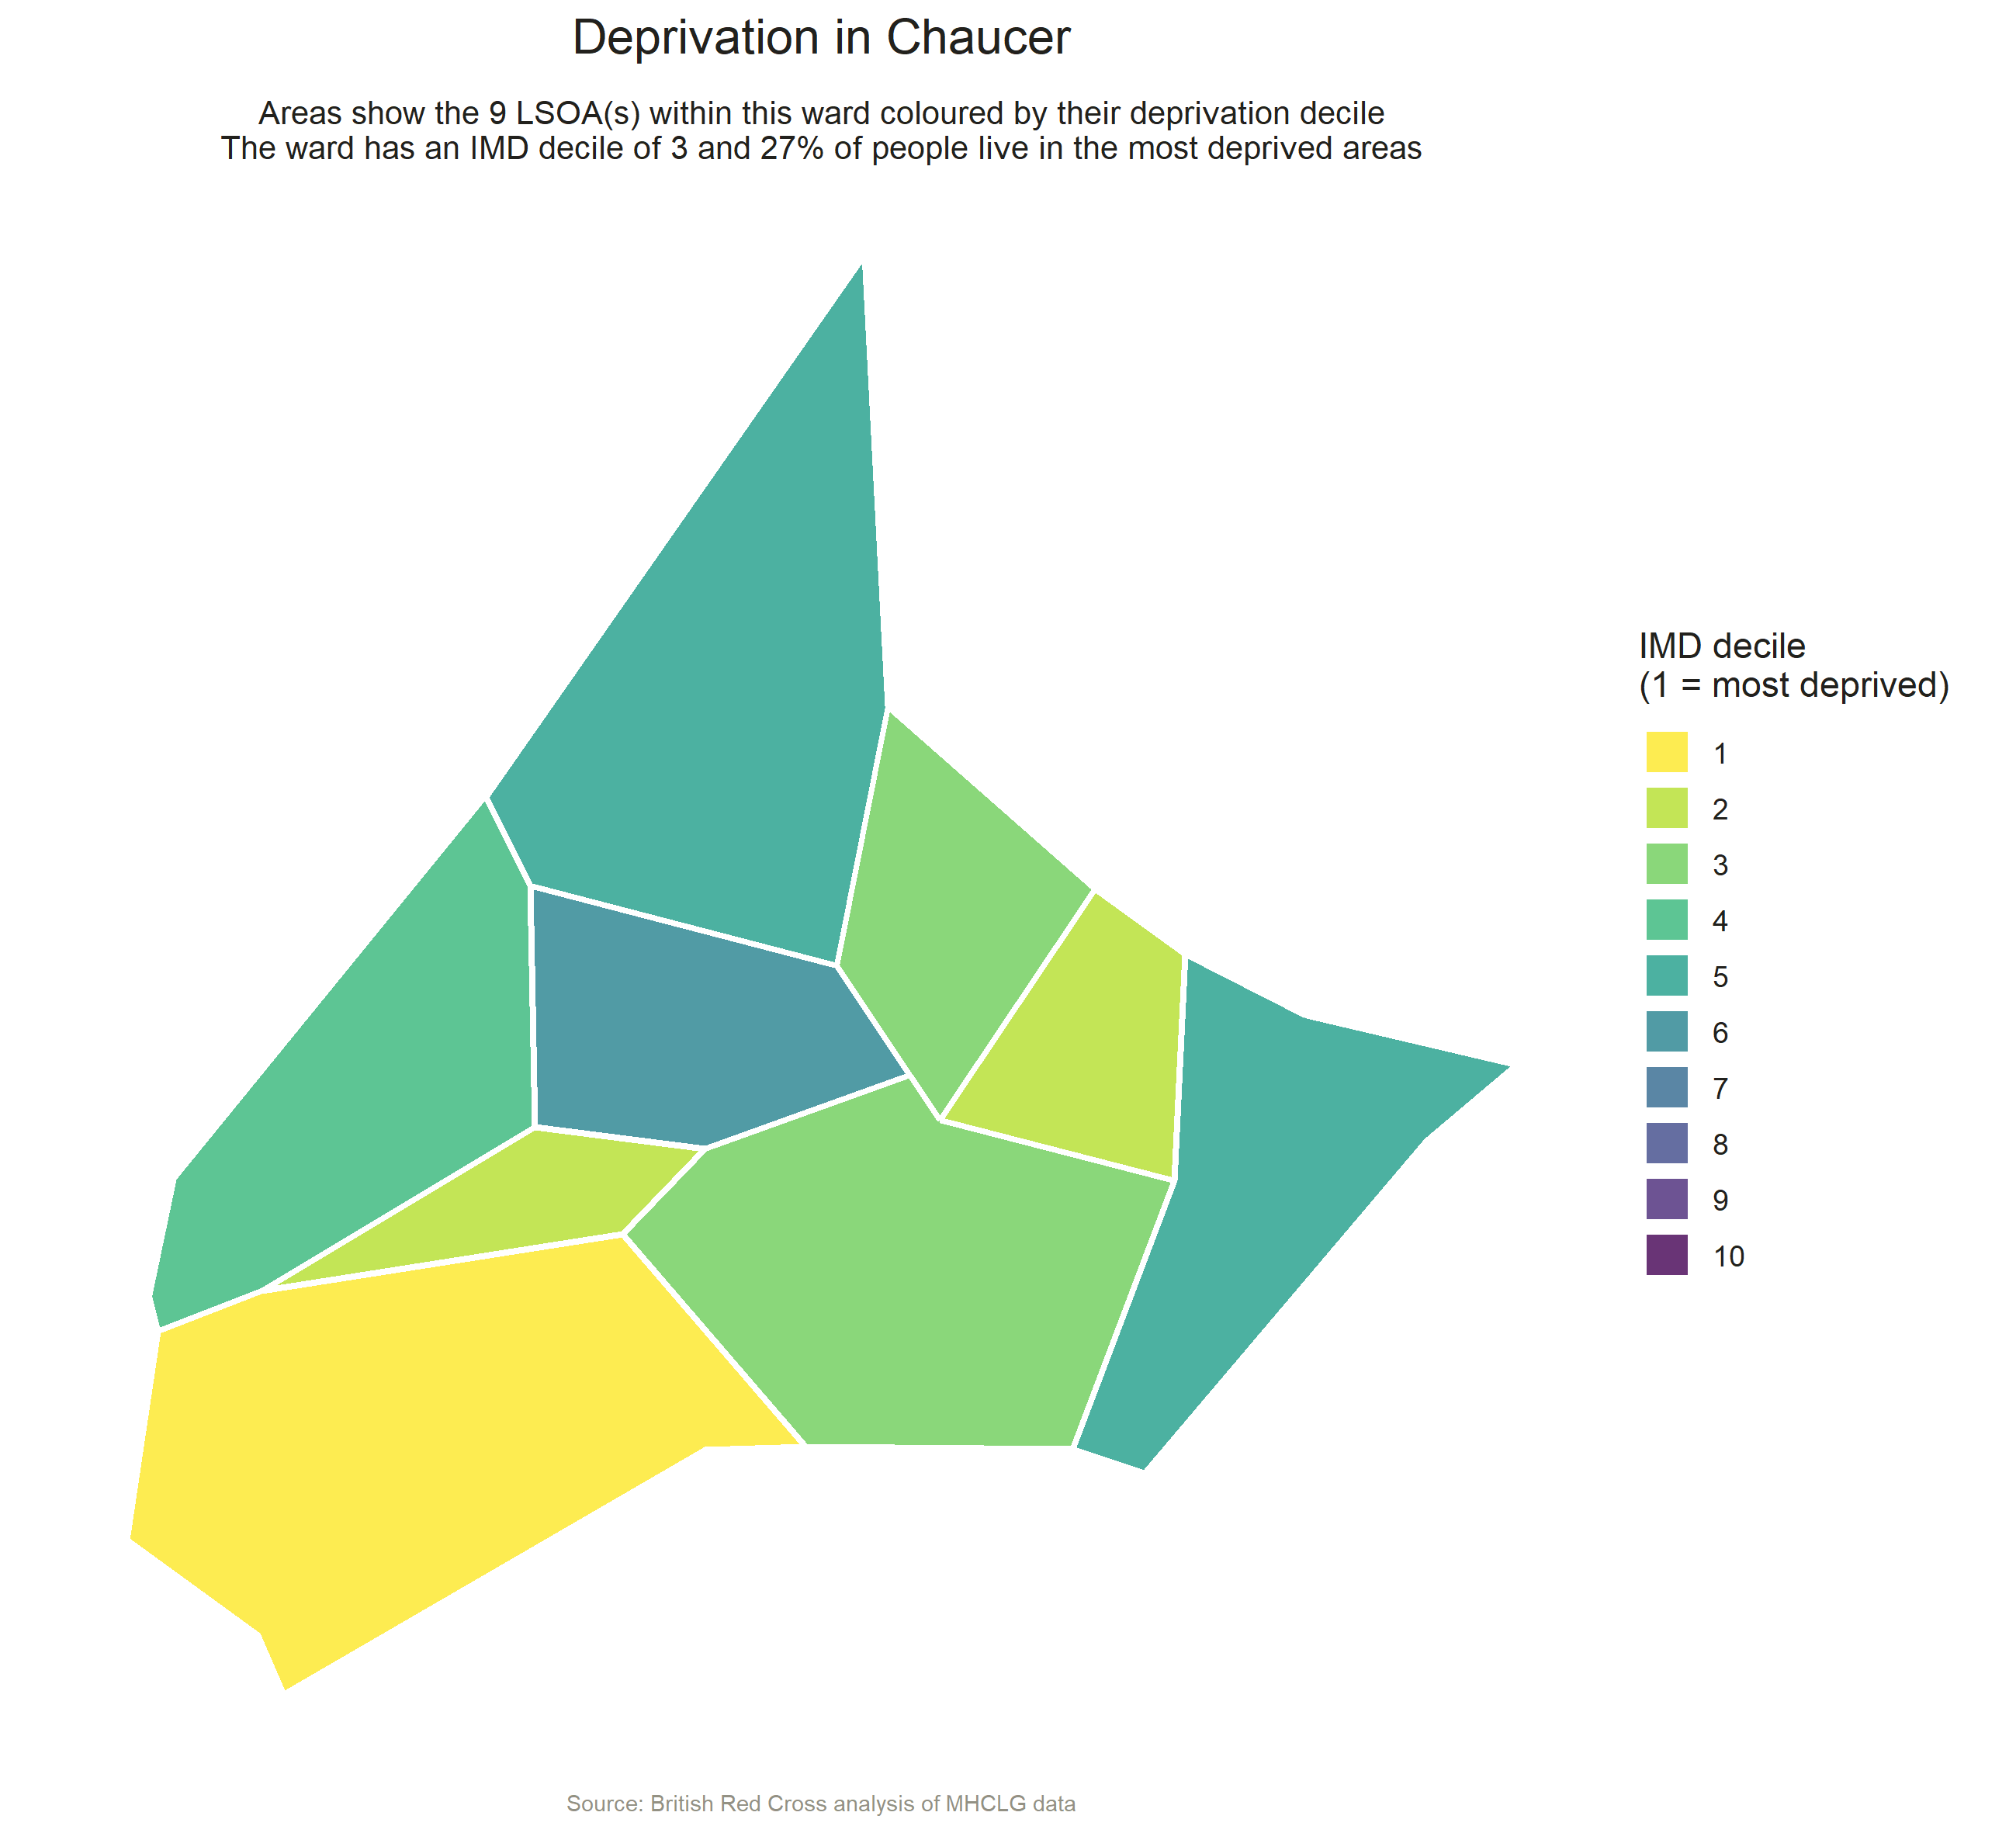 Deprivation in Chaucer
Areas show the 9 LSOA(s) within this ward coloured by their deprivation decile
The ward has an IMD decile of 3 and 27% of people live in the most deprived areas
IMD decile
(1 = most deprived)
1
2
3
4
5
6
7
8
9
10
Source: British Red Cross analysis of MHCLG data